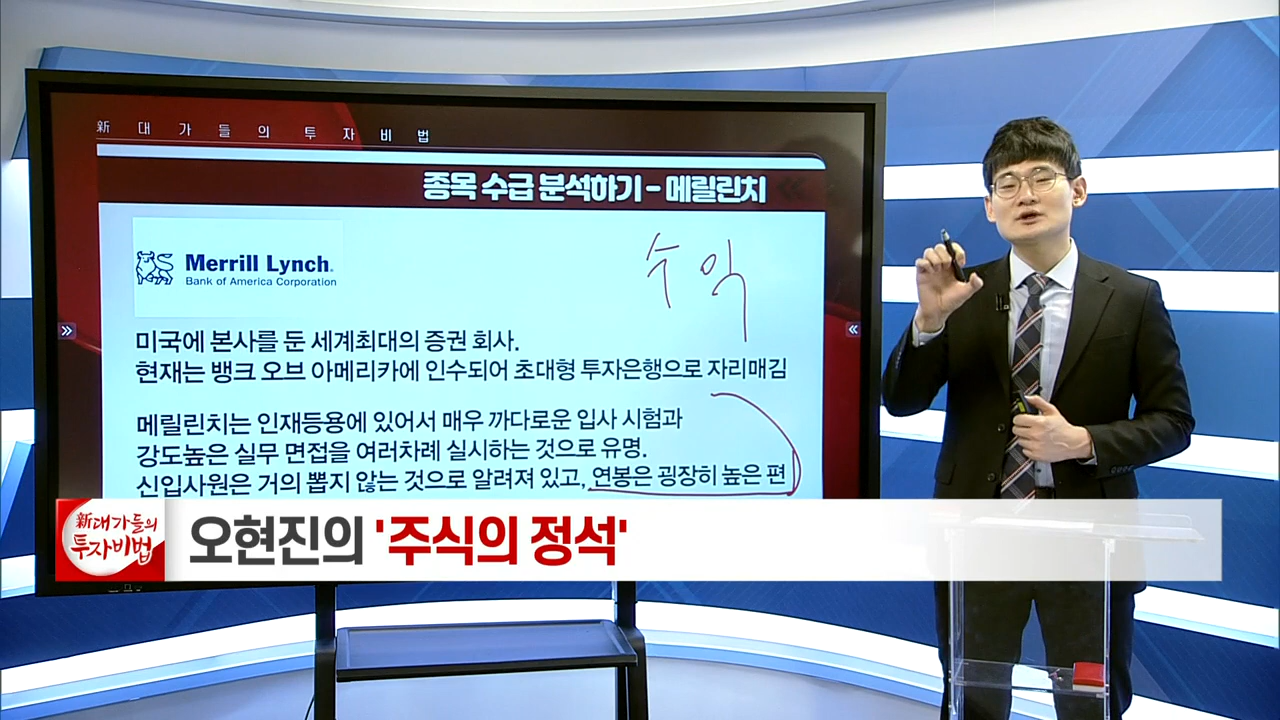 新 대가들의 투자비법
종목 수급 분석하기 - 메릴린치
Merrill Lynch®
Bank of America Corporation
수익
미국에 본사를 둔 세계최대의 증권 회사.
현재는 뱅크 오브 아메리카에 인수되어 초대형 투자은행으로 자리매김
메릴린치는 인재등용에 있어서 매우 까다로운 입사 시험과
강도높은 실무 면접을 여러차례 실시하는 것으로 유명.
신입사원은 거의 뽑지 않는 것으로 알려져 있고, 연봉은 굉장히 높은 편
新대가들의
투자비법
오현진의 '주식의 정석'